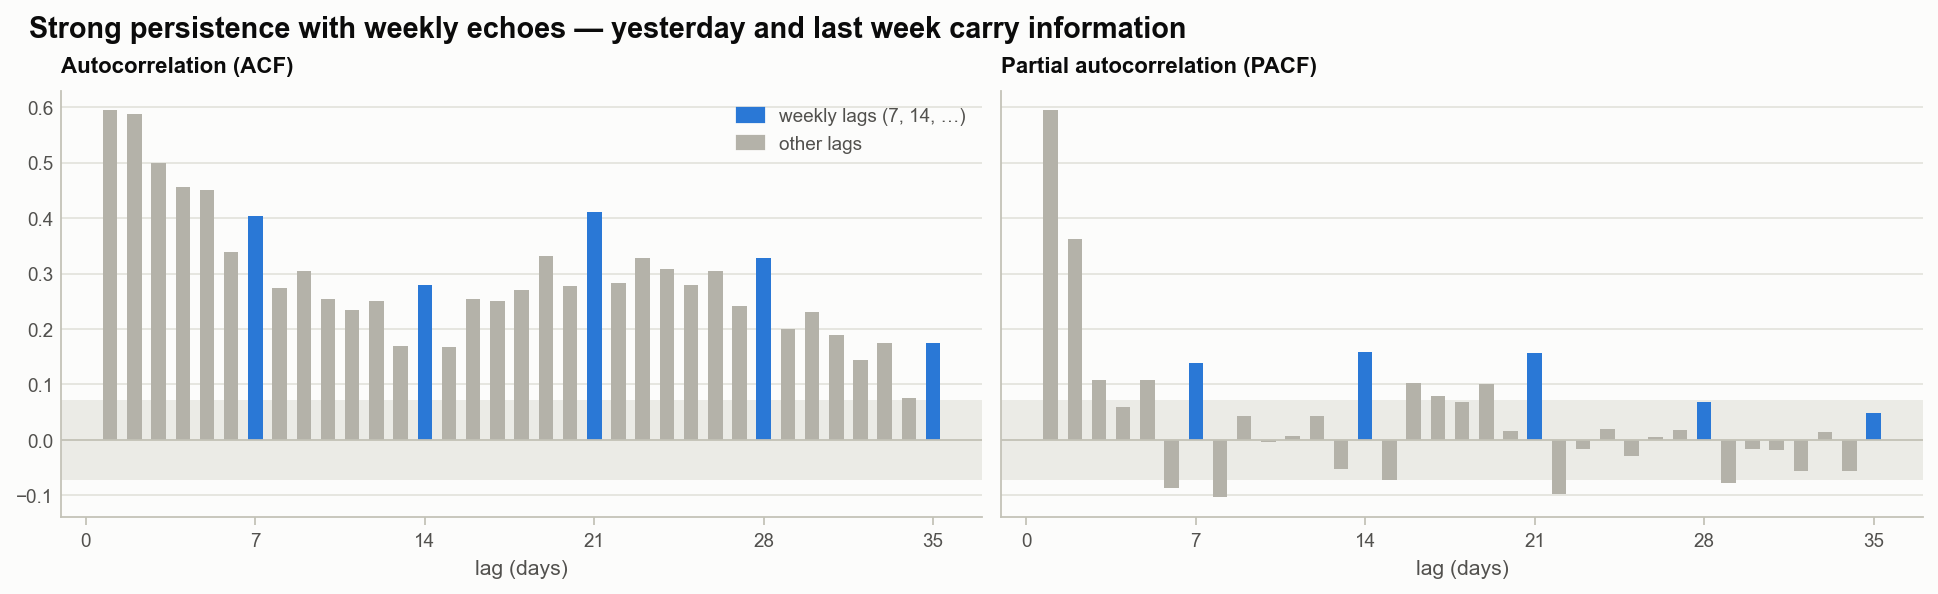 Strong persistence with weekly echoes — yesterday and last week carry information
Autocorrelation (ACF)
0.6
0.5
0.4
0.3
0.2
0.1
0.0
−0.1
weekly lags (7, 14, …)
other lags
0 7 14 21 28 35
lag (days)
Partial autocorrelation (PACF)
0 7 14 21 28 35
lag (days)